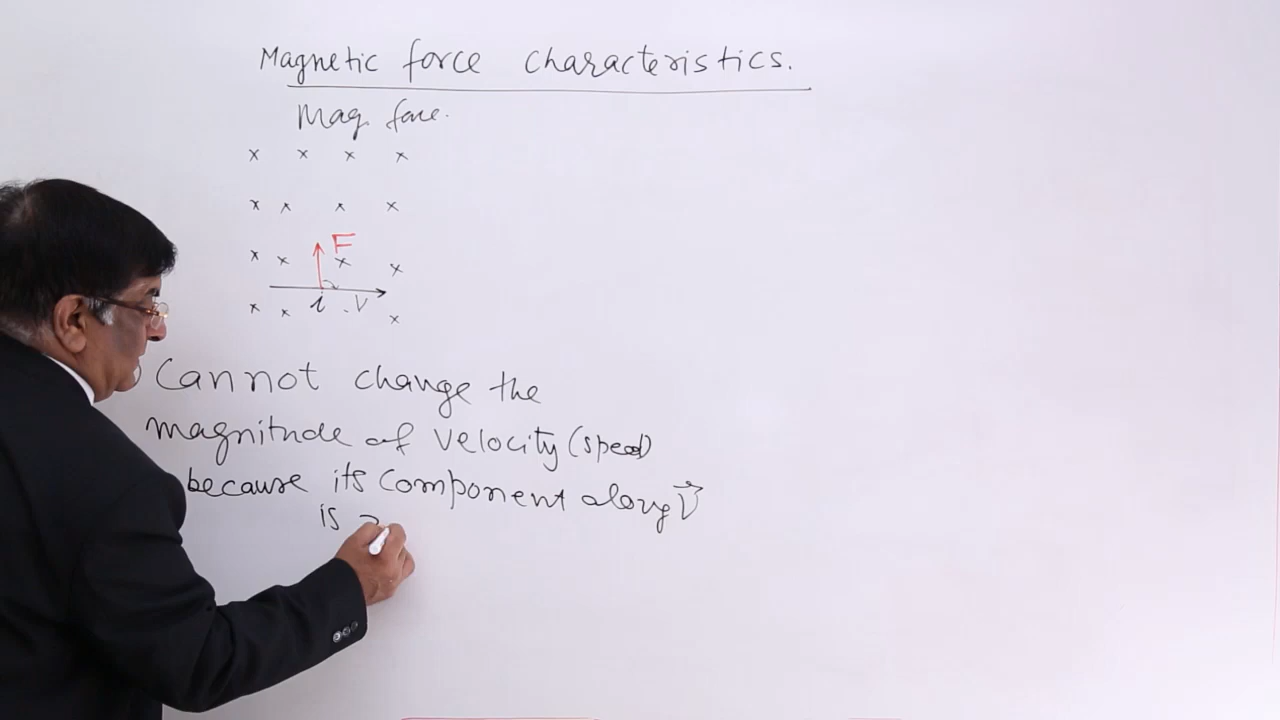 Magnetic force characteristics.
Mag. force.
x x x x
x x x x
F
x x x x
i . V
x x x
Cannot change the
magnitude of velocity (speed)
because its component along V
is